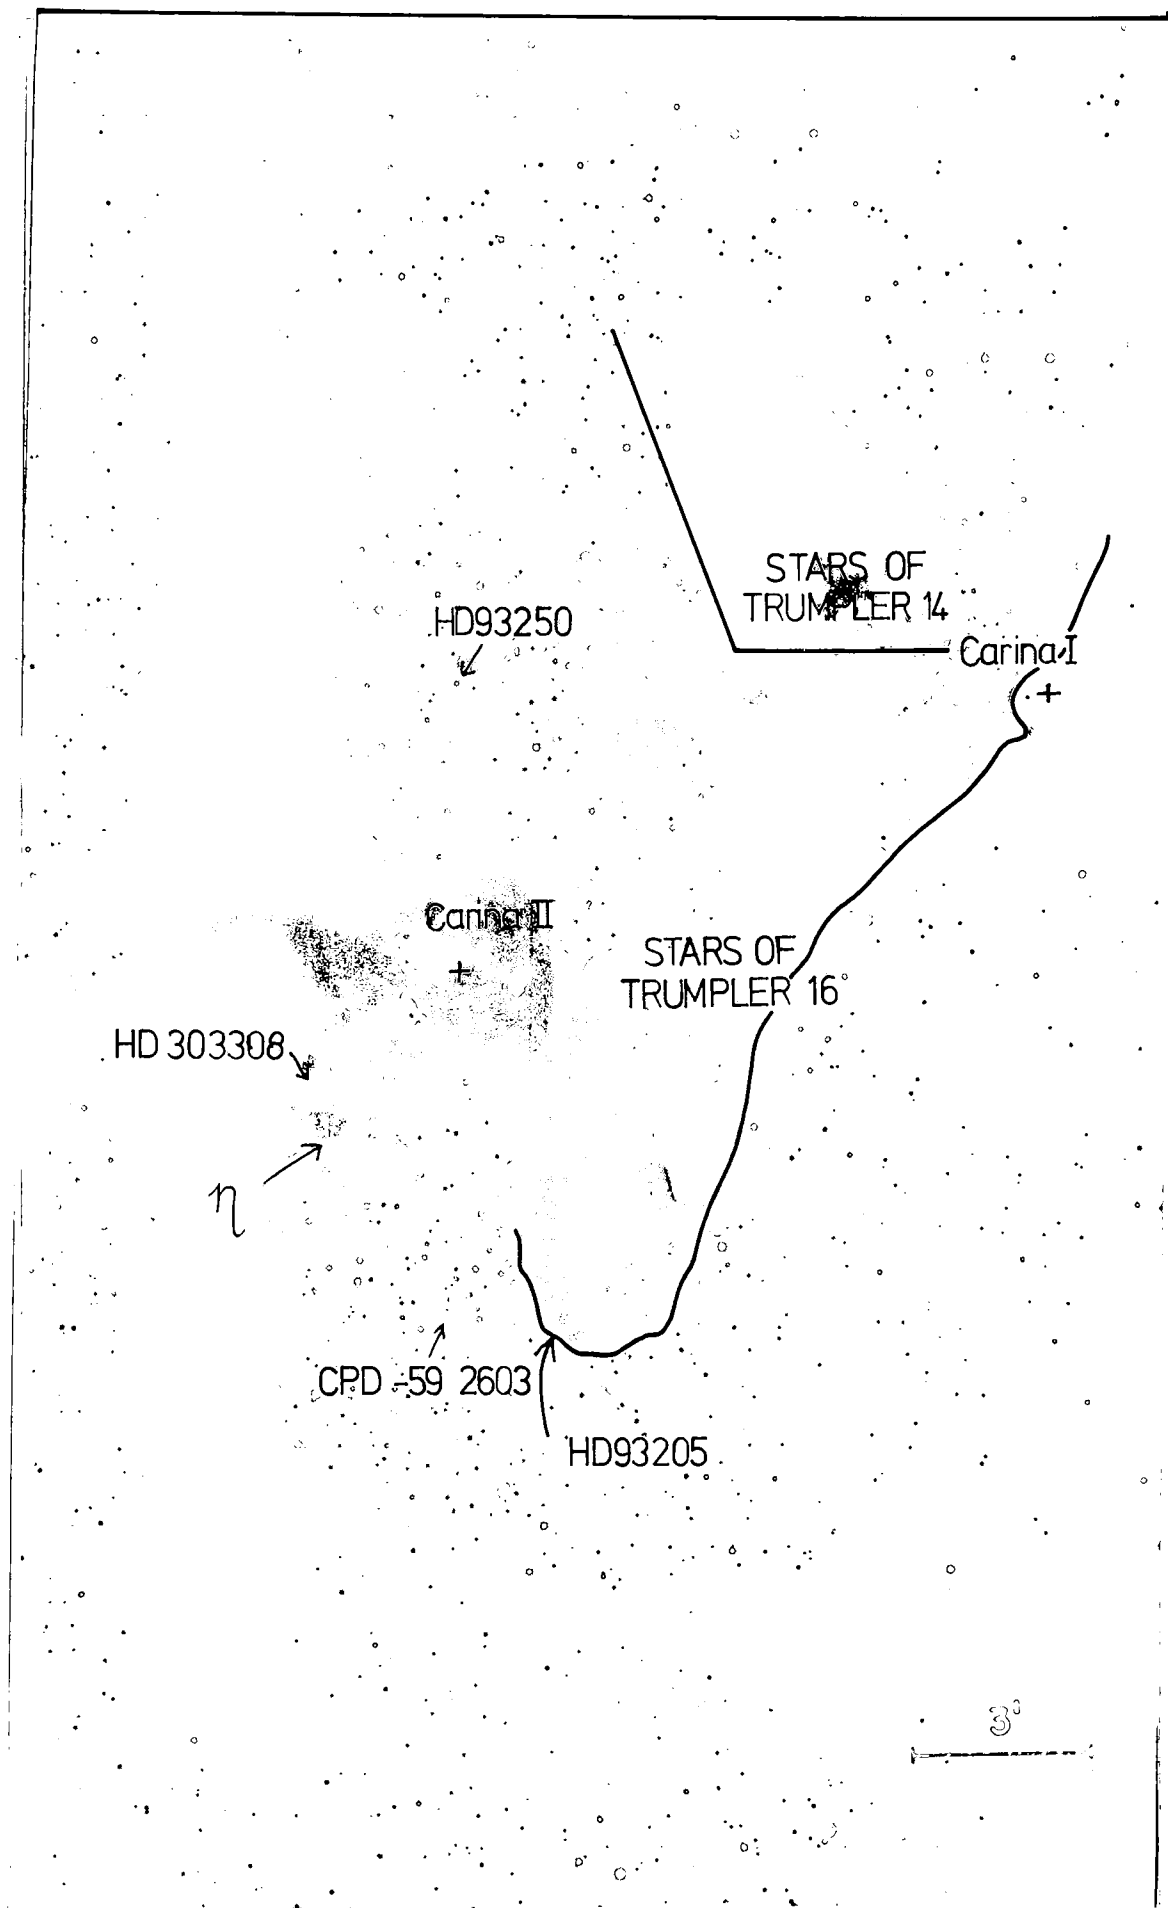 STARS OF
TRUMPLER 14
HD93250
Carina I
Carina II
STARS OF
TRUMPLER 16
HD 303308
η
CPD -59 2603
HD93205
3'